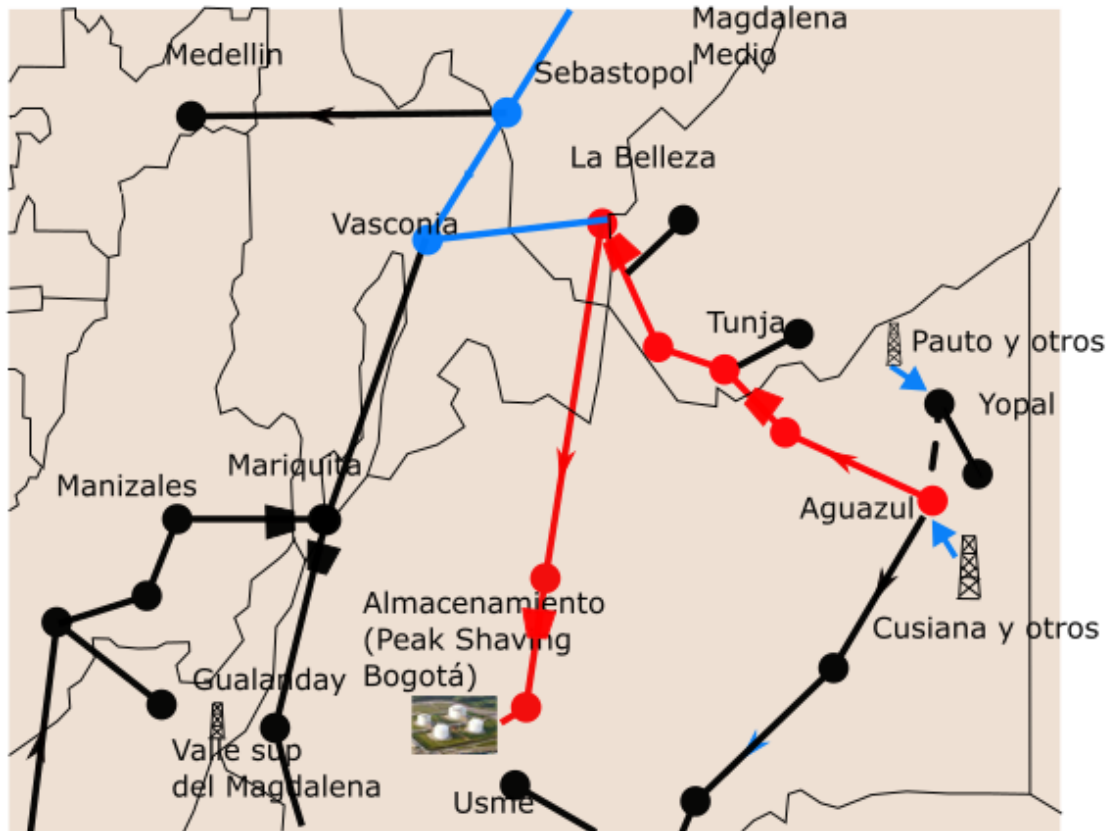 Medellin
Magdalena
Medio
Sebastopol
La Belleza
Vasconia
Tunja
Pauto y otros
Yopal
Mariquita
Manizales
Aguazul
Almacenamiento
(Peak Shaving
Bogotá)
Cusiana y otros
Gualanday
Valle sup
del Magdalena
Usme